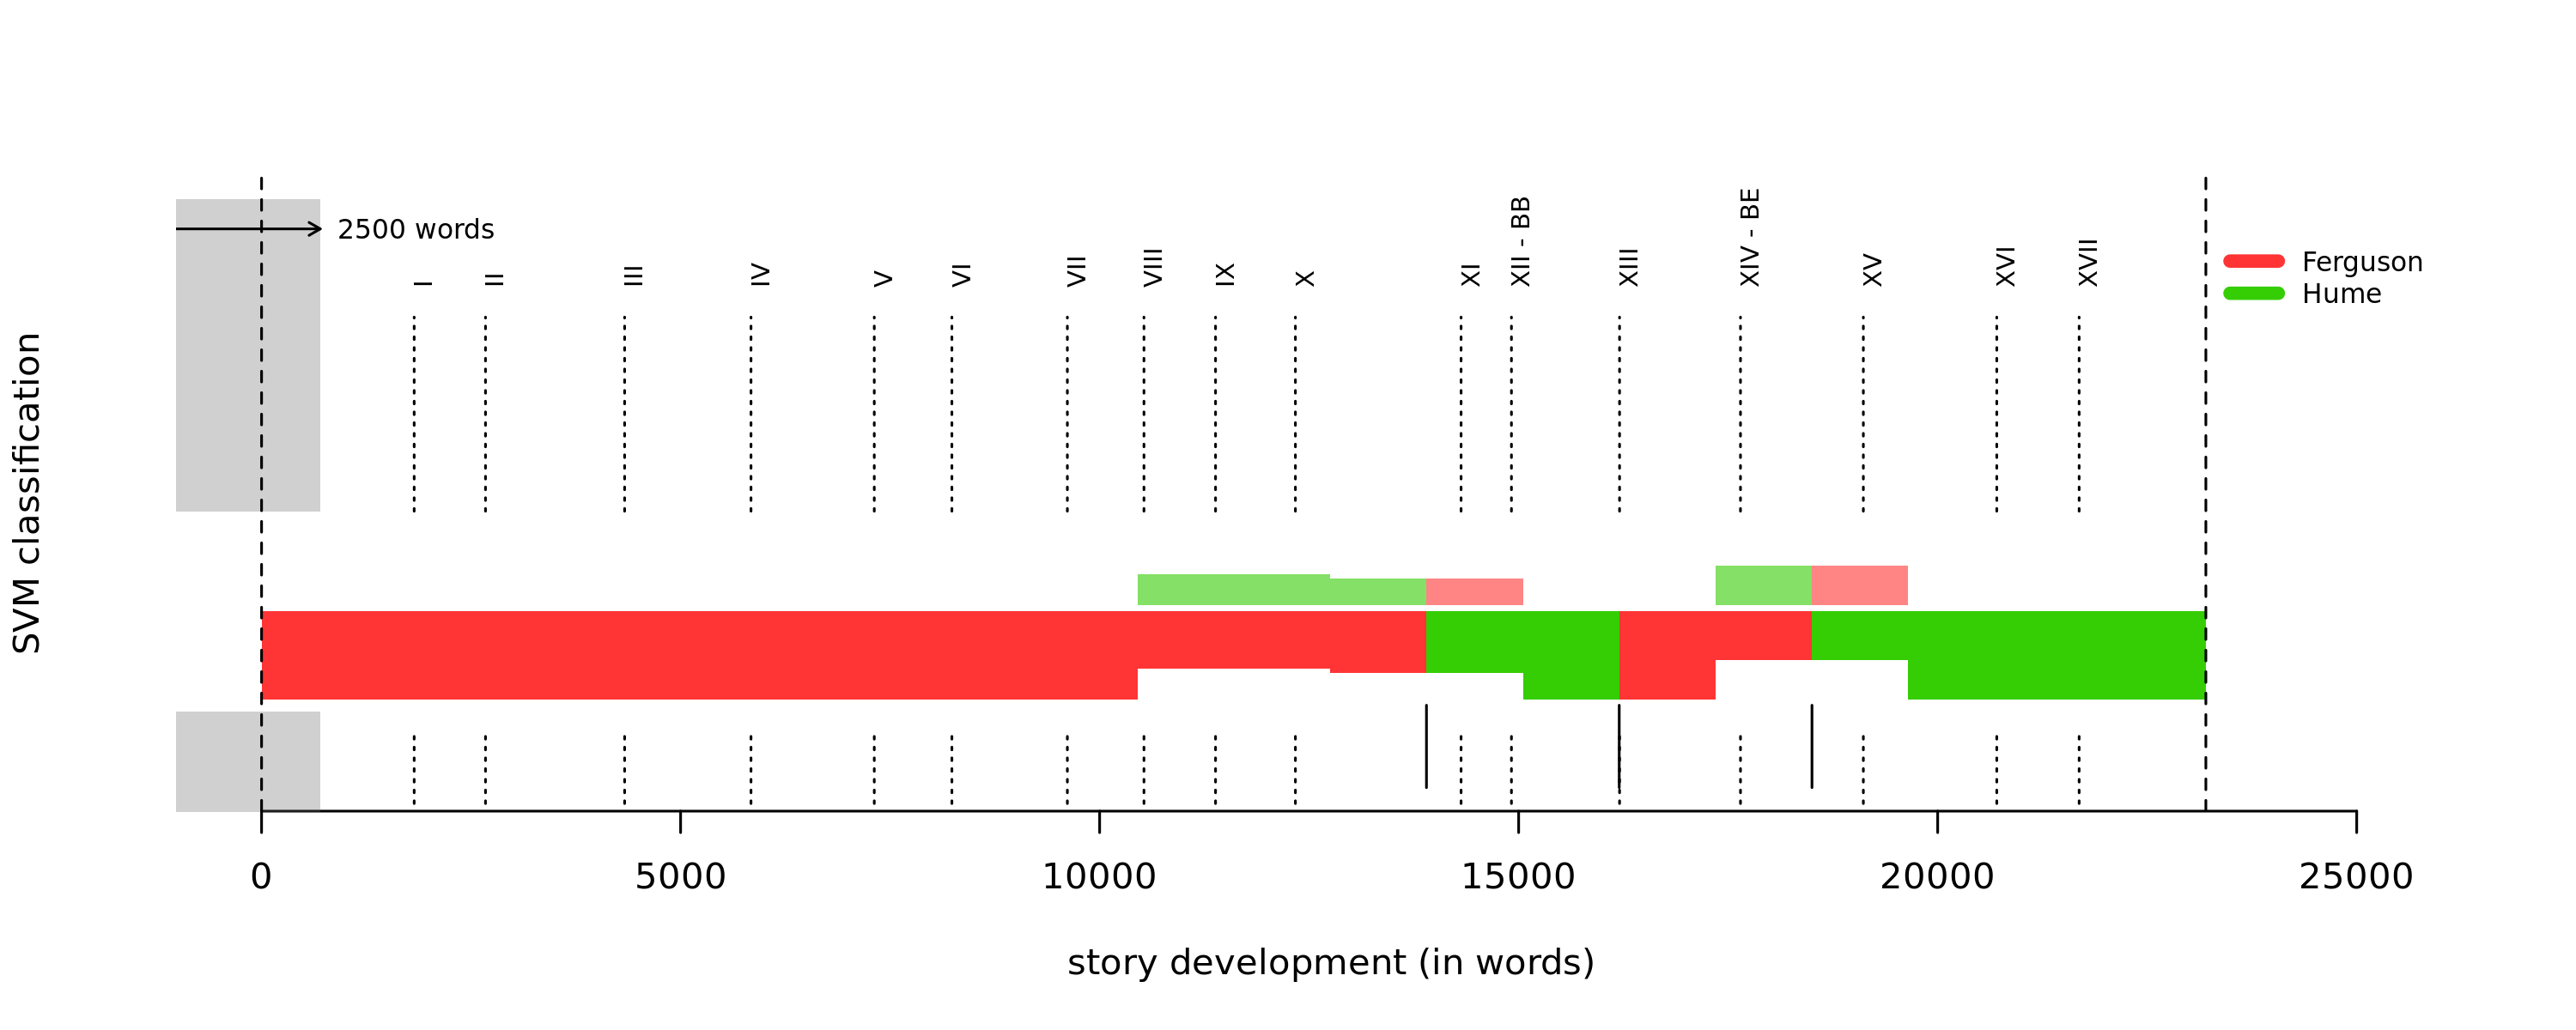 2500 words
I
II
III
IV
V
VI
VII
VIII
IX
X
XI
XII - BB
XIII
XIV - BE
XV
XVI
XVII
Ferguson
Hume
SVM classification
0
5000
10000
15000
20000
25000
story development (in words)